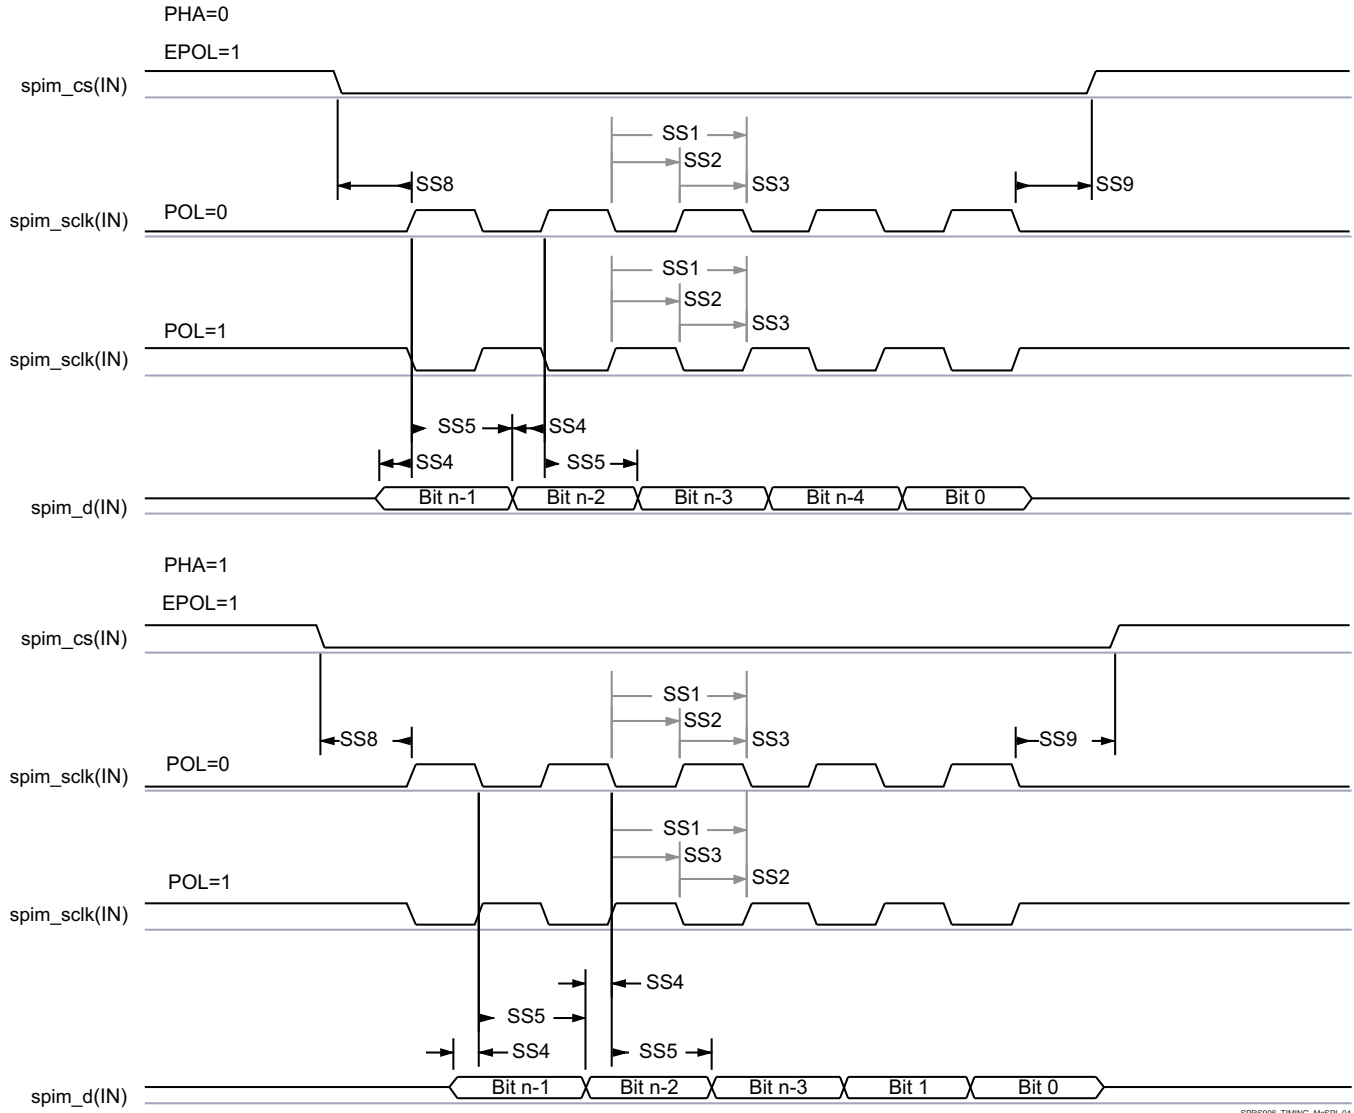 PHA=0
EPOL=1
spim_cs(IN)
SS1
SS2
SS8
SS3
SS9
POL=0
spim_sclk(IN)
SS1
SS2
SS3
POL=1
spim_sclk(IN)
SS5
SS4
SS4
SS5
Bit n-1
Bit n-2
Bit n-3
Bit n-4
Bit 0
spim_d(IN)
PHA=1
EPOL=1
spim_cs(IN)
SS1
SS2
SS8
SS3
SS9
POL=0
spim_sclk(IN)
SS1
SS3
SS2
POL=1
spim_sclk(IN)
SS4
SS5
SS4
SS5
Bit n-1
Bit n-2
Bit n-3
Bit 1
Bit 0
spim_d(IN)
SPRS906_TIMING_McSPI_04